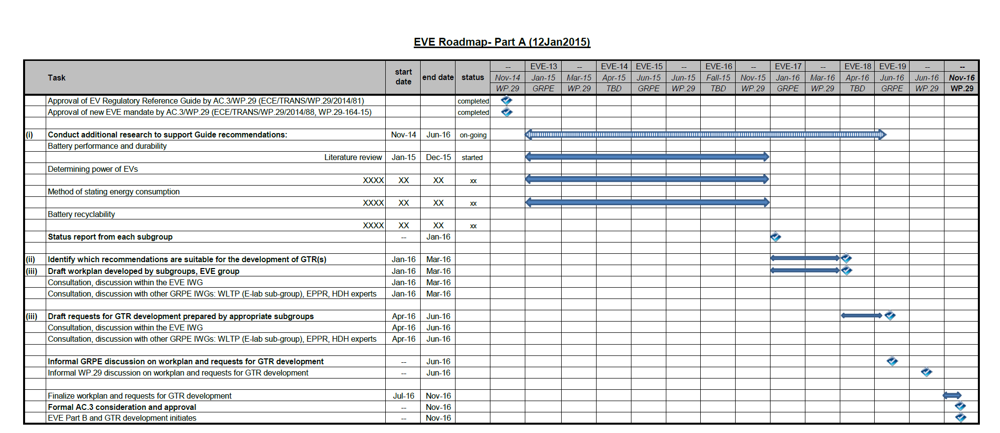 EVE Roadmap- Part A (12Jan2015)
-- EVE-13 -- EVE-14 EVE-15 -- EVE-16 -- EVE-17 -- EVE-18 EVE-19 -- --
Task start date end date status Nov-14 Jan-15 Mar-15 Apr-15 Jun-15 Jun-15 Fall-15 Nov-15 Jan-16 Mar-16 Apr-16 Jun-16 Jun-16 Nov-16
WP.29 GRPE WP.29 TBD GRPE WP.29 TBD WP.29 GRPE WP.29 TBD GRPE WP.29 WP.29
Approval of EV Regulatory Reference Guide by AC.3/WP.29 (ECE/TRANS/WP.29/2014/81) completed
Approval of new EVE mandate by AC.3/WP.29 (ECE/TRANS/WP.29/2014/88, WP.29-164-15) completed
(i) Conduct additional research to support Guide recommendations: Nov-14 Jun-16 on-going
Battery performance and durability
Literature review Jan-15 Dec-15 started
Determining power of EVs
XXXX XX XX xx
Method of stating energy consumption
XXXX XX XX xx
Battery recyclability
XXXX XX XX xx
Status report from each subgroup -- Jan-16
(ii) Identify which recommendations are suitable for the development of GTR(s) Jan-16 Mar-16
(iii) Draft workplan developed by subgroups, EVE group Jan-16 Mar-16
Consultation, discussion within the EVE IWG Jan-16 Mar-16
Consultation, discussion with other GRPE IWGs: WLTP (E-lab sub-group), EPPR, HDH experts Jan-16 Mar-16
(iii) Draft requests for GTR development prepared by appropriate subgroups Apr-16 Jun-16
Consultation, discussion within the EVE IWG Apr-16 Jun-16
Consultation, discussion with other GRPE IWGs: WLTP (E-lab sub-group), EPPR, HDH experts Apr-16 Jun-16
Informal GRPE discussion on workplan and requests for GTR development -- Jun-16
Informal WP.29 discussion on workplan and requests for GTR development -- Jun-16
Finalize workplan and requests for GTR development Jul-16 Nov-16
Formal AC.3 consideration and approval -- Nov-16
EVE Part B and GTR development initiates -- Nov-16